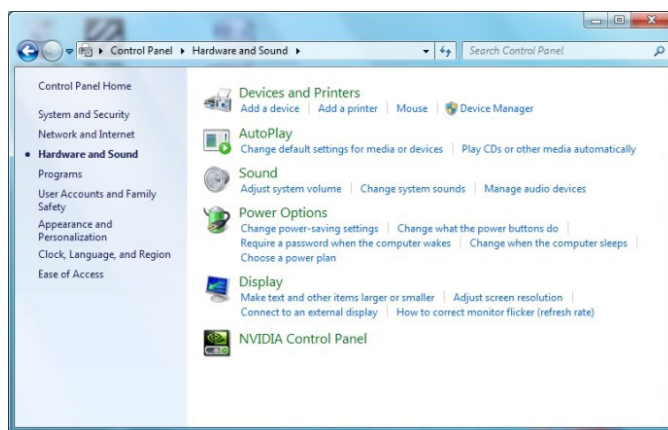 Control Panel Hardware and Sound
Search Control Panel
Control Panel Home
System and Security
Network and Internet
Hardware and Sound
Programs
User Accounts and Family
Safety
Appearance and
Personalization
Clock, Language, and Region
Ease of Access
Devices and Printers
Add a device Add a printer Mouse Device Manager
AutoPlay
Change default settings for media or devices Play CDs or other media automatically
Sound
Adjust system volume Change system sounds Manage audio devices
Power Options
Change power-saving settings Change what the power buttons do
Require a password when the computer wakes Change when the computer sleeps
Choose a power plan
Display
Make text and other items larger or smaller Adjust screen resolution
Connect to an external display How to correct monitor flicker (refresh rate)
NVIDIA Control Panel